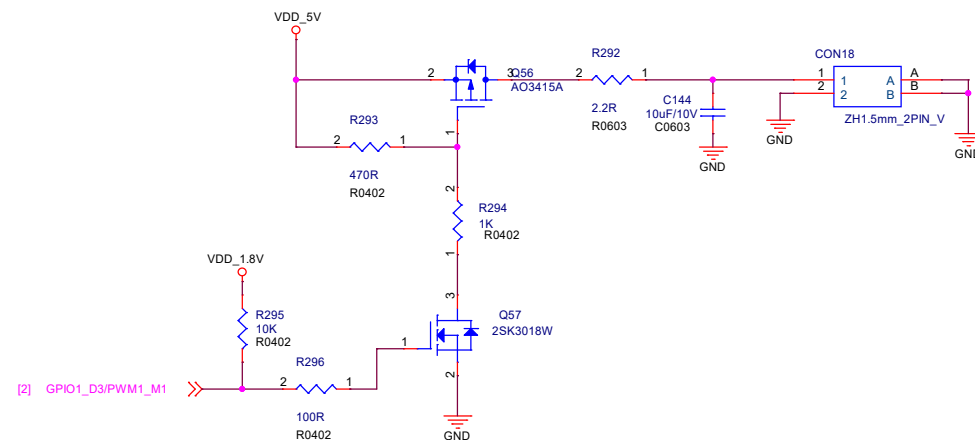 VDD_5V
2
3
Q56
AO3415A
1
R292
2
1
2.2R
R0603
C144
10uF/10V
C0603
GND
CON18
1
2
1
2
A
B
A
B
ZH1.5mm_2PIN_V
GND
GND
R293
2
1
470R
R0402
2
R294
1K
R0402
1
VDD_1.8V
R295
10K
R0402
3
Q57
2SK3018W
1
2
GND
[2] GPIO1_D3/PWM1_M1
R296
2
1
100R
R0402